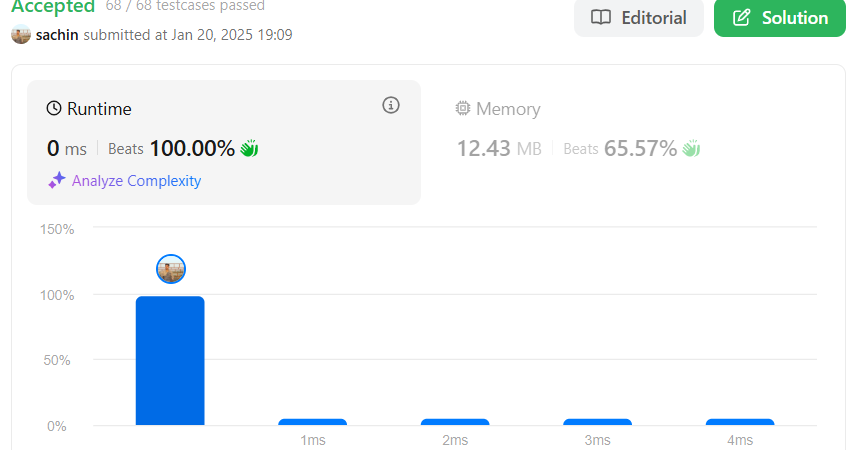 Accepted 68 / 68 testcases passed
sachin submitted at Jan 20, 2025 19:09
Editorial
Solution
Runtime
0 ms Beats 100.00%
Analyze Complexity
Memory
12.43 MB Beats 65.57%
150%
100%
50%
0%
1ms 2ms 3ms 4ms